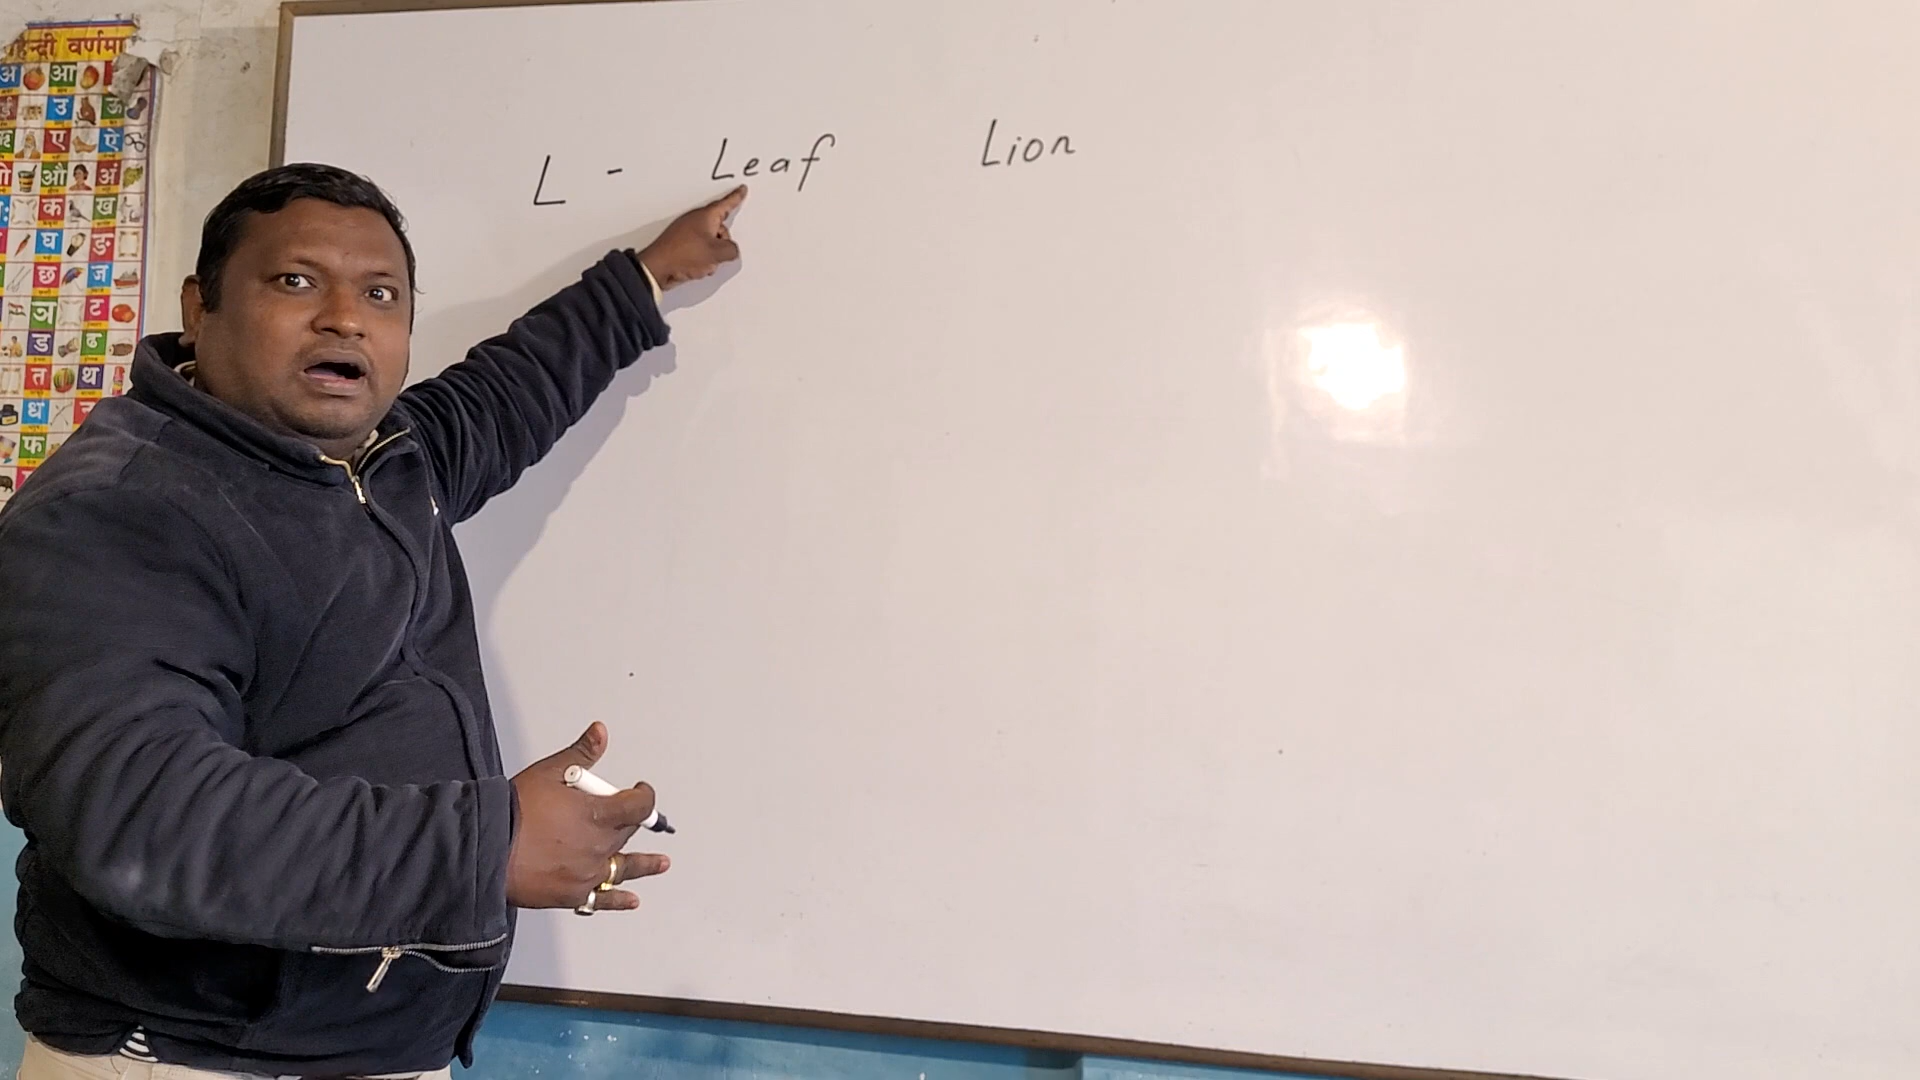 L - Leaf Lion
हिन्दी वर्णमा
अ आ
ई उ ऊ
ए ऐ
औ अं
क ख
घ ङ
छ ज
ञ ट
ड ढ
त थ
ध न
फ